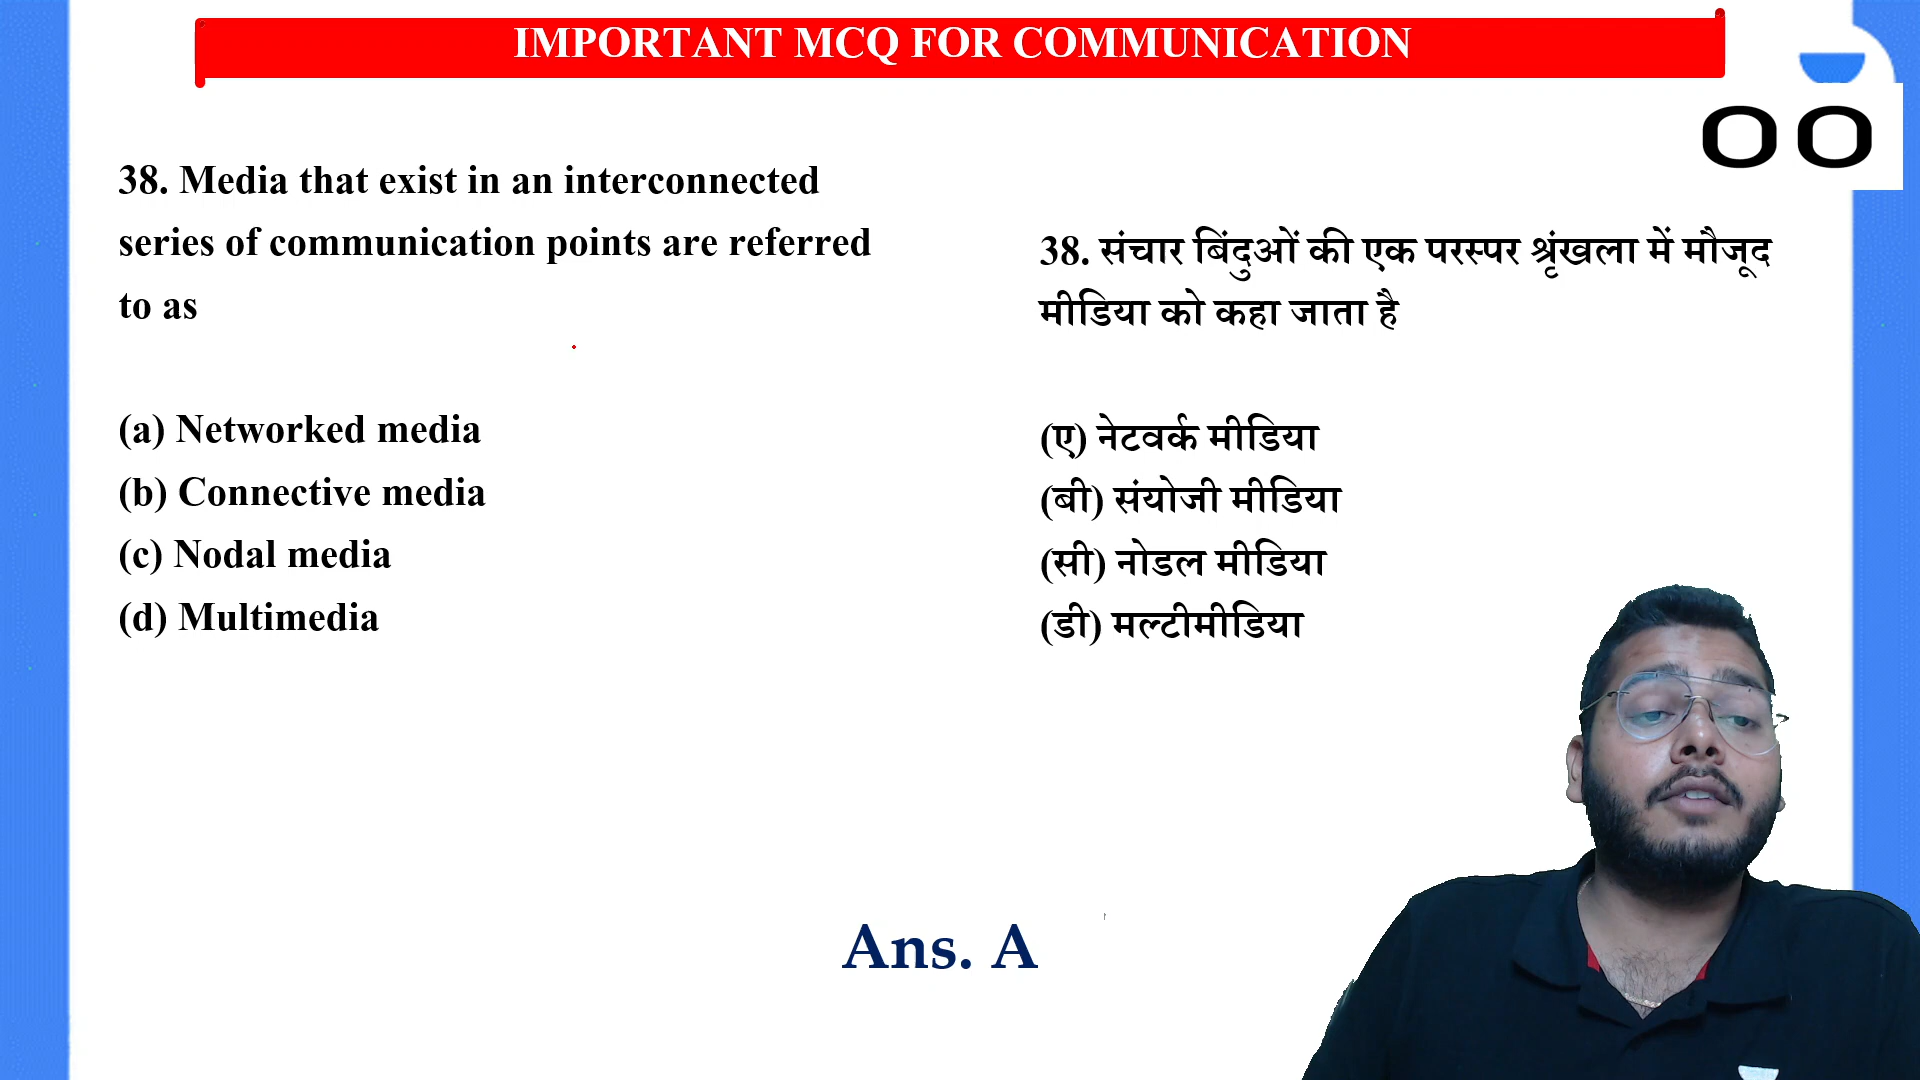 IMPORTANT MCQ FOR COMMUNICATION
38. Media that exist in an interconnected
series of communication points are referred
to as
(a) Networked media
(b) Connective media
(c) Nodal media
(d) Multimedia
38. संचार बिंदुओं की एक परस्पर श्रृंखला में मौजूद
मीडिया को कहा जाता है
(ए) नेटवर्क मीडिया
(बी) संयोजी मीडिया
(सी) नोडल मीडिया
(डी) मल्टीमीडिया
Ans. A